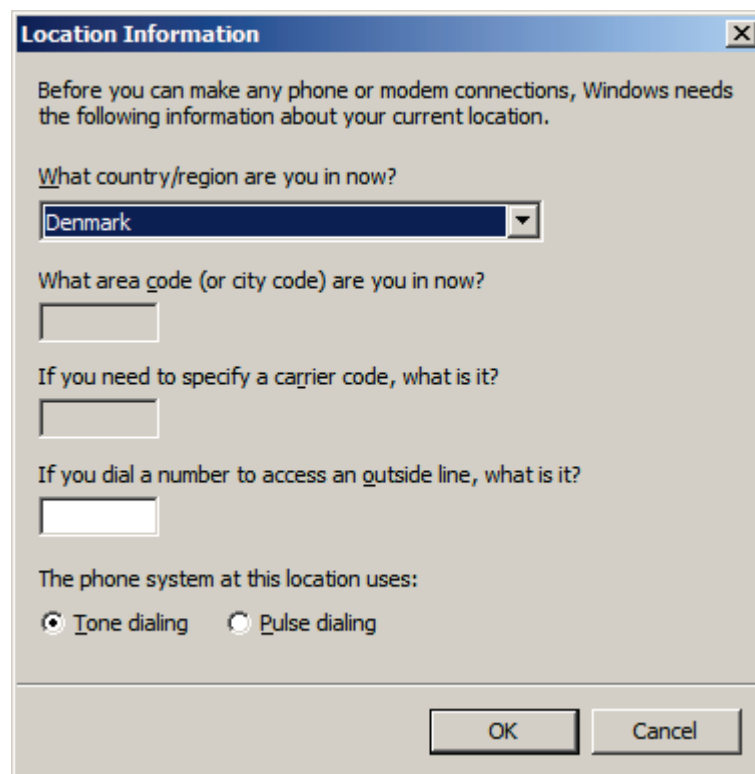 Location Information
Before you can make any phone or modem connections, Windows needs
the following information about your current location.
What country/region are you in now?
Denmark
What area code (or city code) are you in now?
If you need to specify a carrier code, what is it?
If you dial a number to access an outside line, what is it?
The phone system at this location uses:
Tone dialing Pulse dialing
OK Cancel